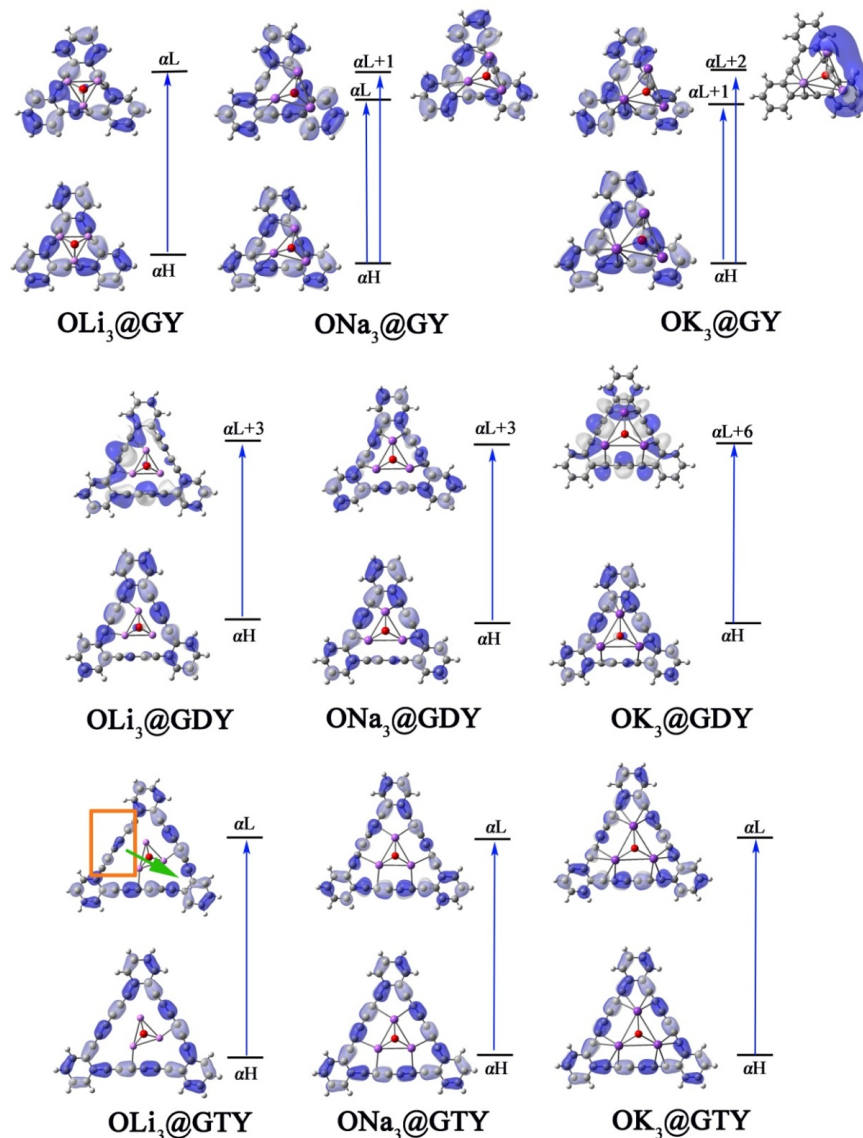 αL
αH
OLi₃@GY
αL+1
αL
αH
ONa₃@GY
αL+2
αL+1
αH
OK₃@GY
αL+3
αH
OLi₃@GDY
αL+3
αH
ONa₃@GDY
αL+6
αH
OK₃@GDY
αL
αH
OLi₃@GTY
αL
αH
ONa₃@GTY
αL
αH
OK₃@GTY